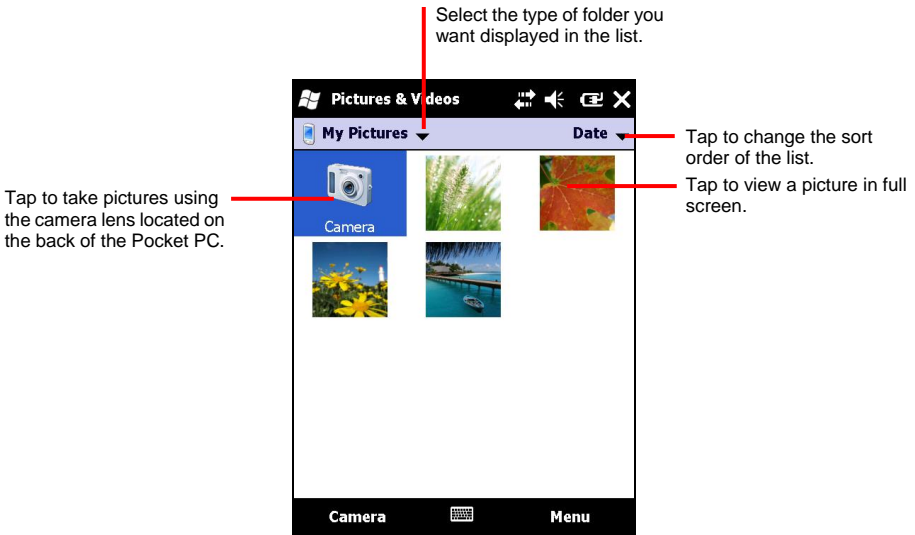 Select the type of folder you
want displayed in the list.
Pictures & Videos
My Pictures
Date
Tap to change the sort
order of the list.
Tap to view a picture in full
screen.
Tap to take pictures using
the camera lens located on
the back of the Pocket PC.
Camera
Camera
Menu